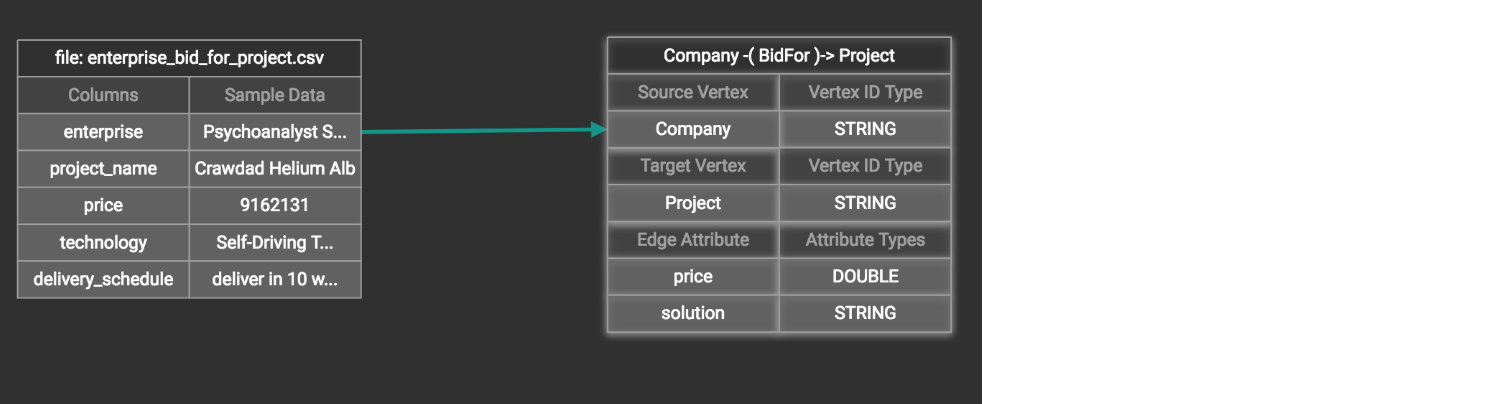 file: enterprise_bid_for_project.csv
Columns Sample Data
enterprise Psychoanalyst S...
project_name Crawdad Helium Alb
price 9162131
technology Self-Driving T...
delivery_schedule deliver in 10 w...
Company -( BidFor )-> Project
Source Vertex Vertex ID Type
Company STRING
Target Vertex Vertex ID Type
Project STRING
Edge Attribute Attribute Types
price DOUBLE
solution STRING